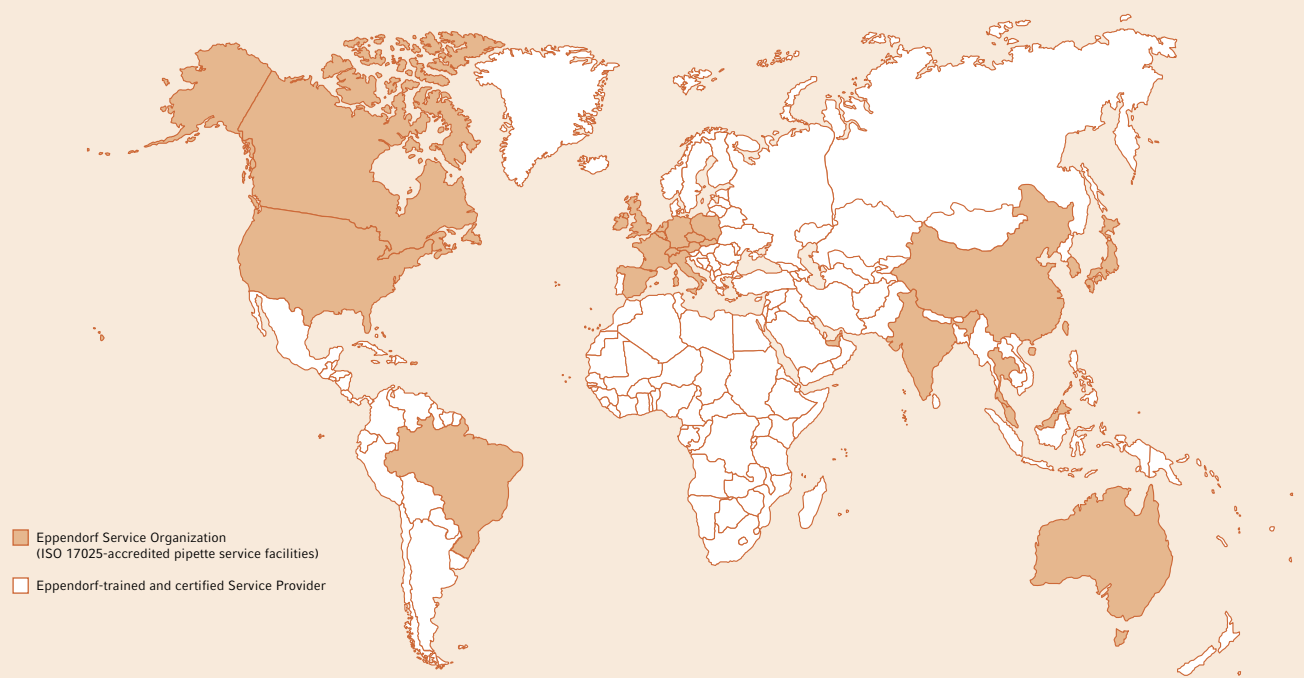 Eppendorf Service Organization
(ISO 17025-accredited pipette service facilities)
Eppendorf-trained and certified Service Provider